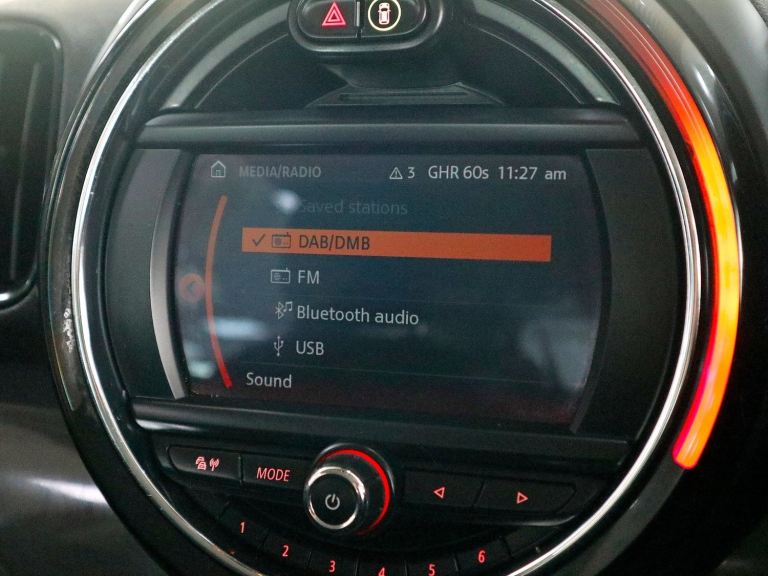 MEDIA/RADIO 3 GHR 60s 11:27 am
Saved stations
DAB/DMB
FM
Bluetooth audio
USB
Sound
MODE
1 2 3 4 5 6